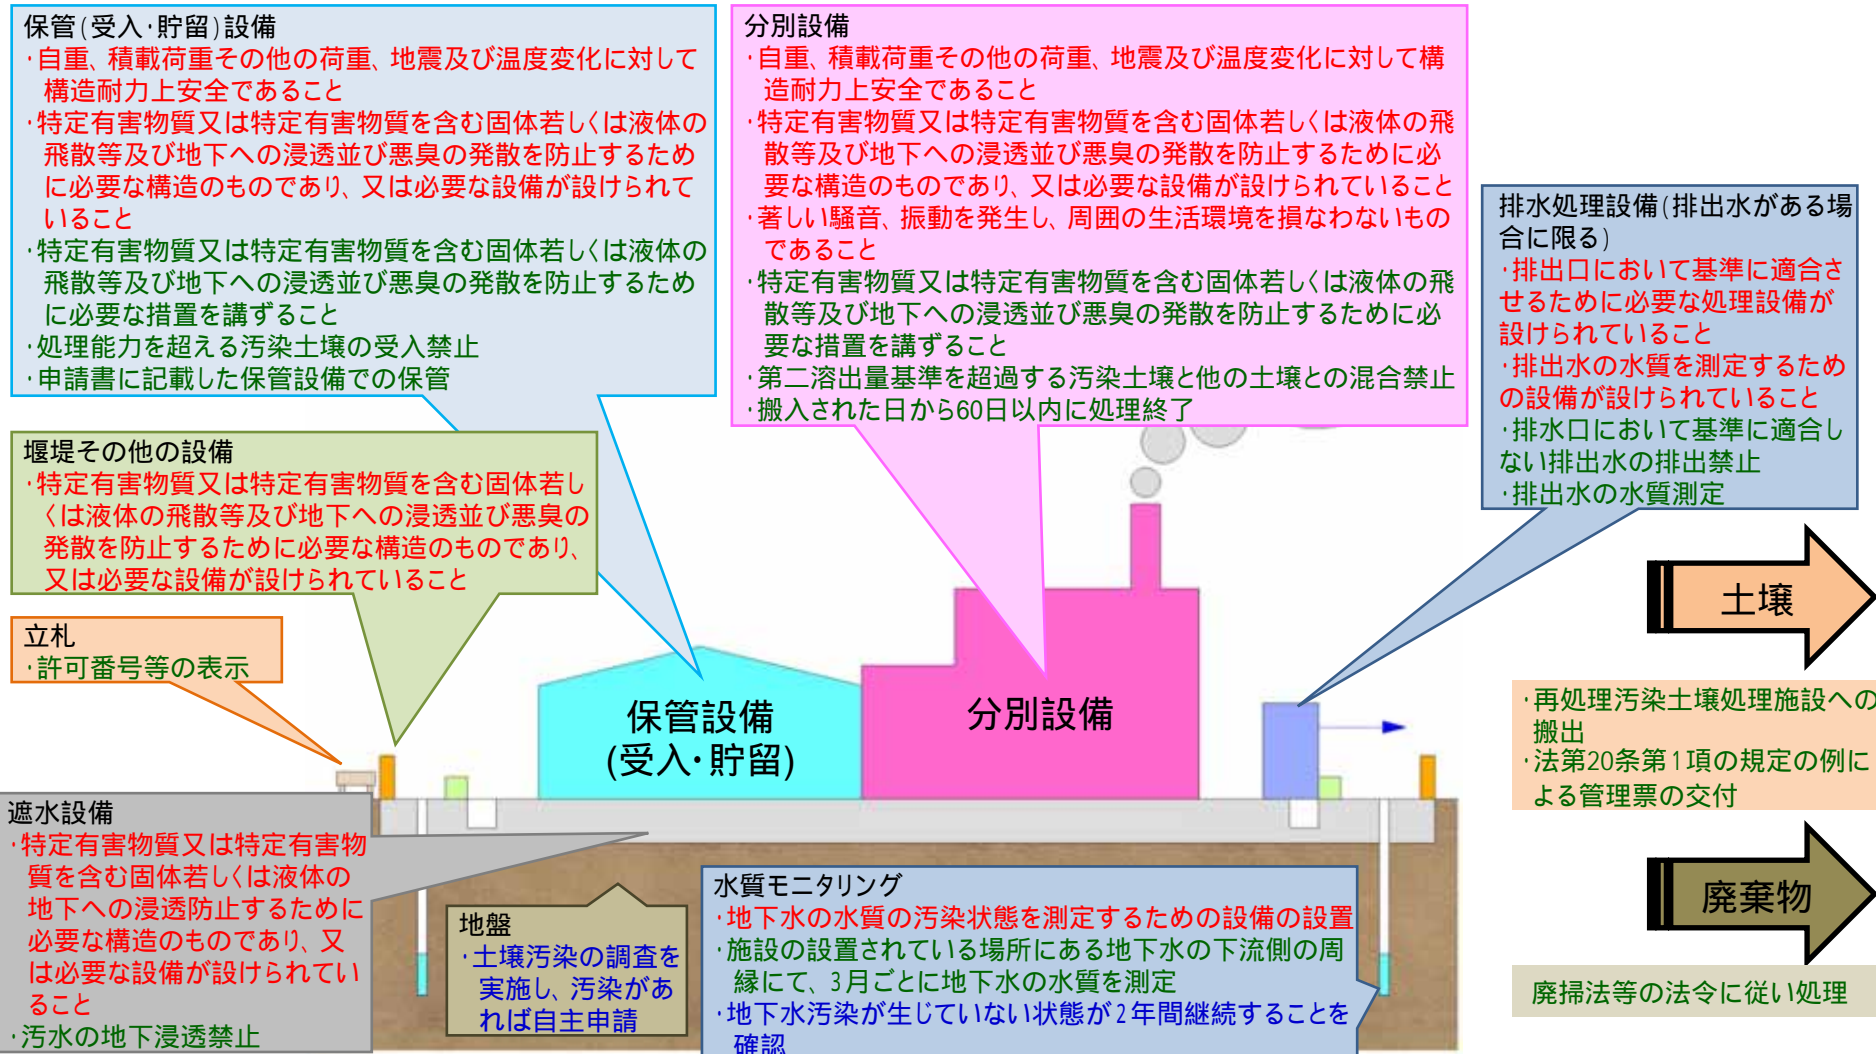 保管(受入･貯留)設備
･自重、積載荷重その他の荷重、地震及び温度変化に対して
構造耐力上安全であること
･特定有害物質又は特定有害物質を含む固体若しくは液体の
飛散等及び地下への浸透並び悪臭の発散を防止するため
に必要な構造のものであり、又は必要な設備が設けられて
いること
･特定有害物質又は特定有害物質を含む固体若しくは液体の
飛散等及び地下への浸透並び悪臭の発散を防止するため
に必要な措置を講ずること
･処理能力を超える汚染土壌の受入禁止
･申請書に記載した保管設備での保管
分別設備
･自重、積載荷重その他の荷重、地震及び温度変化に対して構
造耐力上安全であること
･特定有害物質又は特定有害物質を含む固体若しくは液体の飛
散等及び地下への浸透並び悪臭の発散を防止するために必
要な構造のものであり、又は必要な設備が設けられていること
･著しい騒音、振動を発生し、周囲の生活環境を損なわないもの
であること
･特定有害物質又は特定有害物質を含む固体若しくは液体の飛
散等及び地下への浸透並び悪臭の発散を防止するために必
要な措置を講ずること
･第二溶出量基準を超過する汚染土壌と他の土壌との混合禁止
･搬入された日から60日以内に処理終了
排水処理設備(排出水がある場
合に限る)
･排出口において基準に適合さ
せるために必要な処理設備が
設けられていること
･排出水の水質を測定するため
の設備が設けられていること
･排水口において基準に適合し
ない排出水の排出禁止
･排出水の水質測定
堰堤その他の設備
･特定有害物質又は特定有害物質を含む固体若し
くは液体の飛散等及び地下への浸透並び悪臭の
発散を防止するために必要な構造のものであり、
又は必要な設備が設けられていること
立札
･許可番号等の表示
保管設備
(受入･貯留)
分別設備
土壌
･再処理汚染土壌処理施設への
搬出
･法第20条第1項の規定の例に
よる管理票の交付
遮水設備
･特定有害物質又は特定有害物
質を含む固体若しくは液体の
地下への浸透防止するために
必要な構造のものであり、又
は必要な設備が設けられてい
ること
･汚水の地下浸透禁止
地盤
･土壌汚染の調査を
実施し、汚染があ
れば自主申請
水質モニタリング
･地下水の水質の汚染状態を測定するための設備の設置
･施設の設置されている場所にある地下水の下流側の周
縁にて、3月ごとに地下水の水質を測定
･地下水汚染が生じていない状態が2年間継続することを
確認
廃棄物
廃掃法等の法令に従い処理